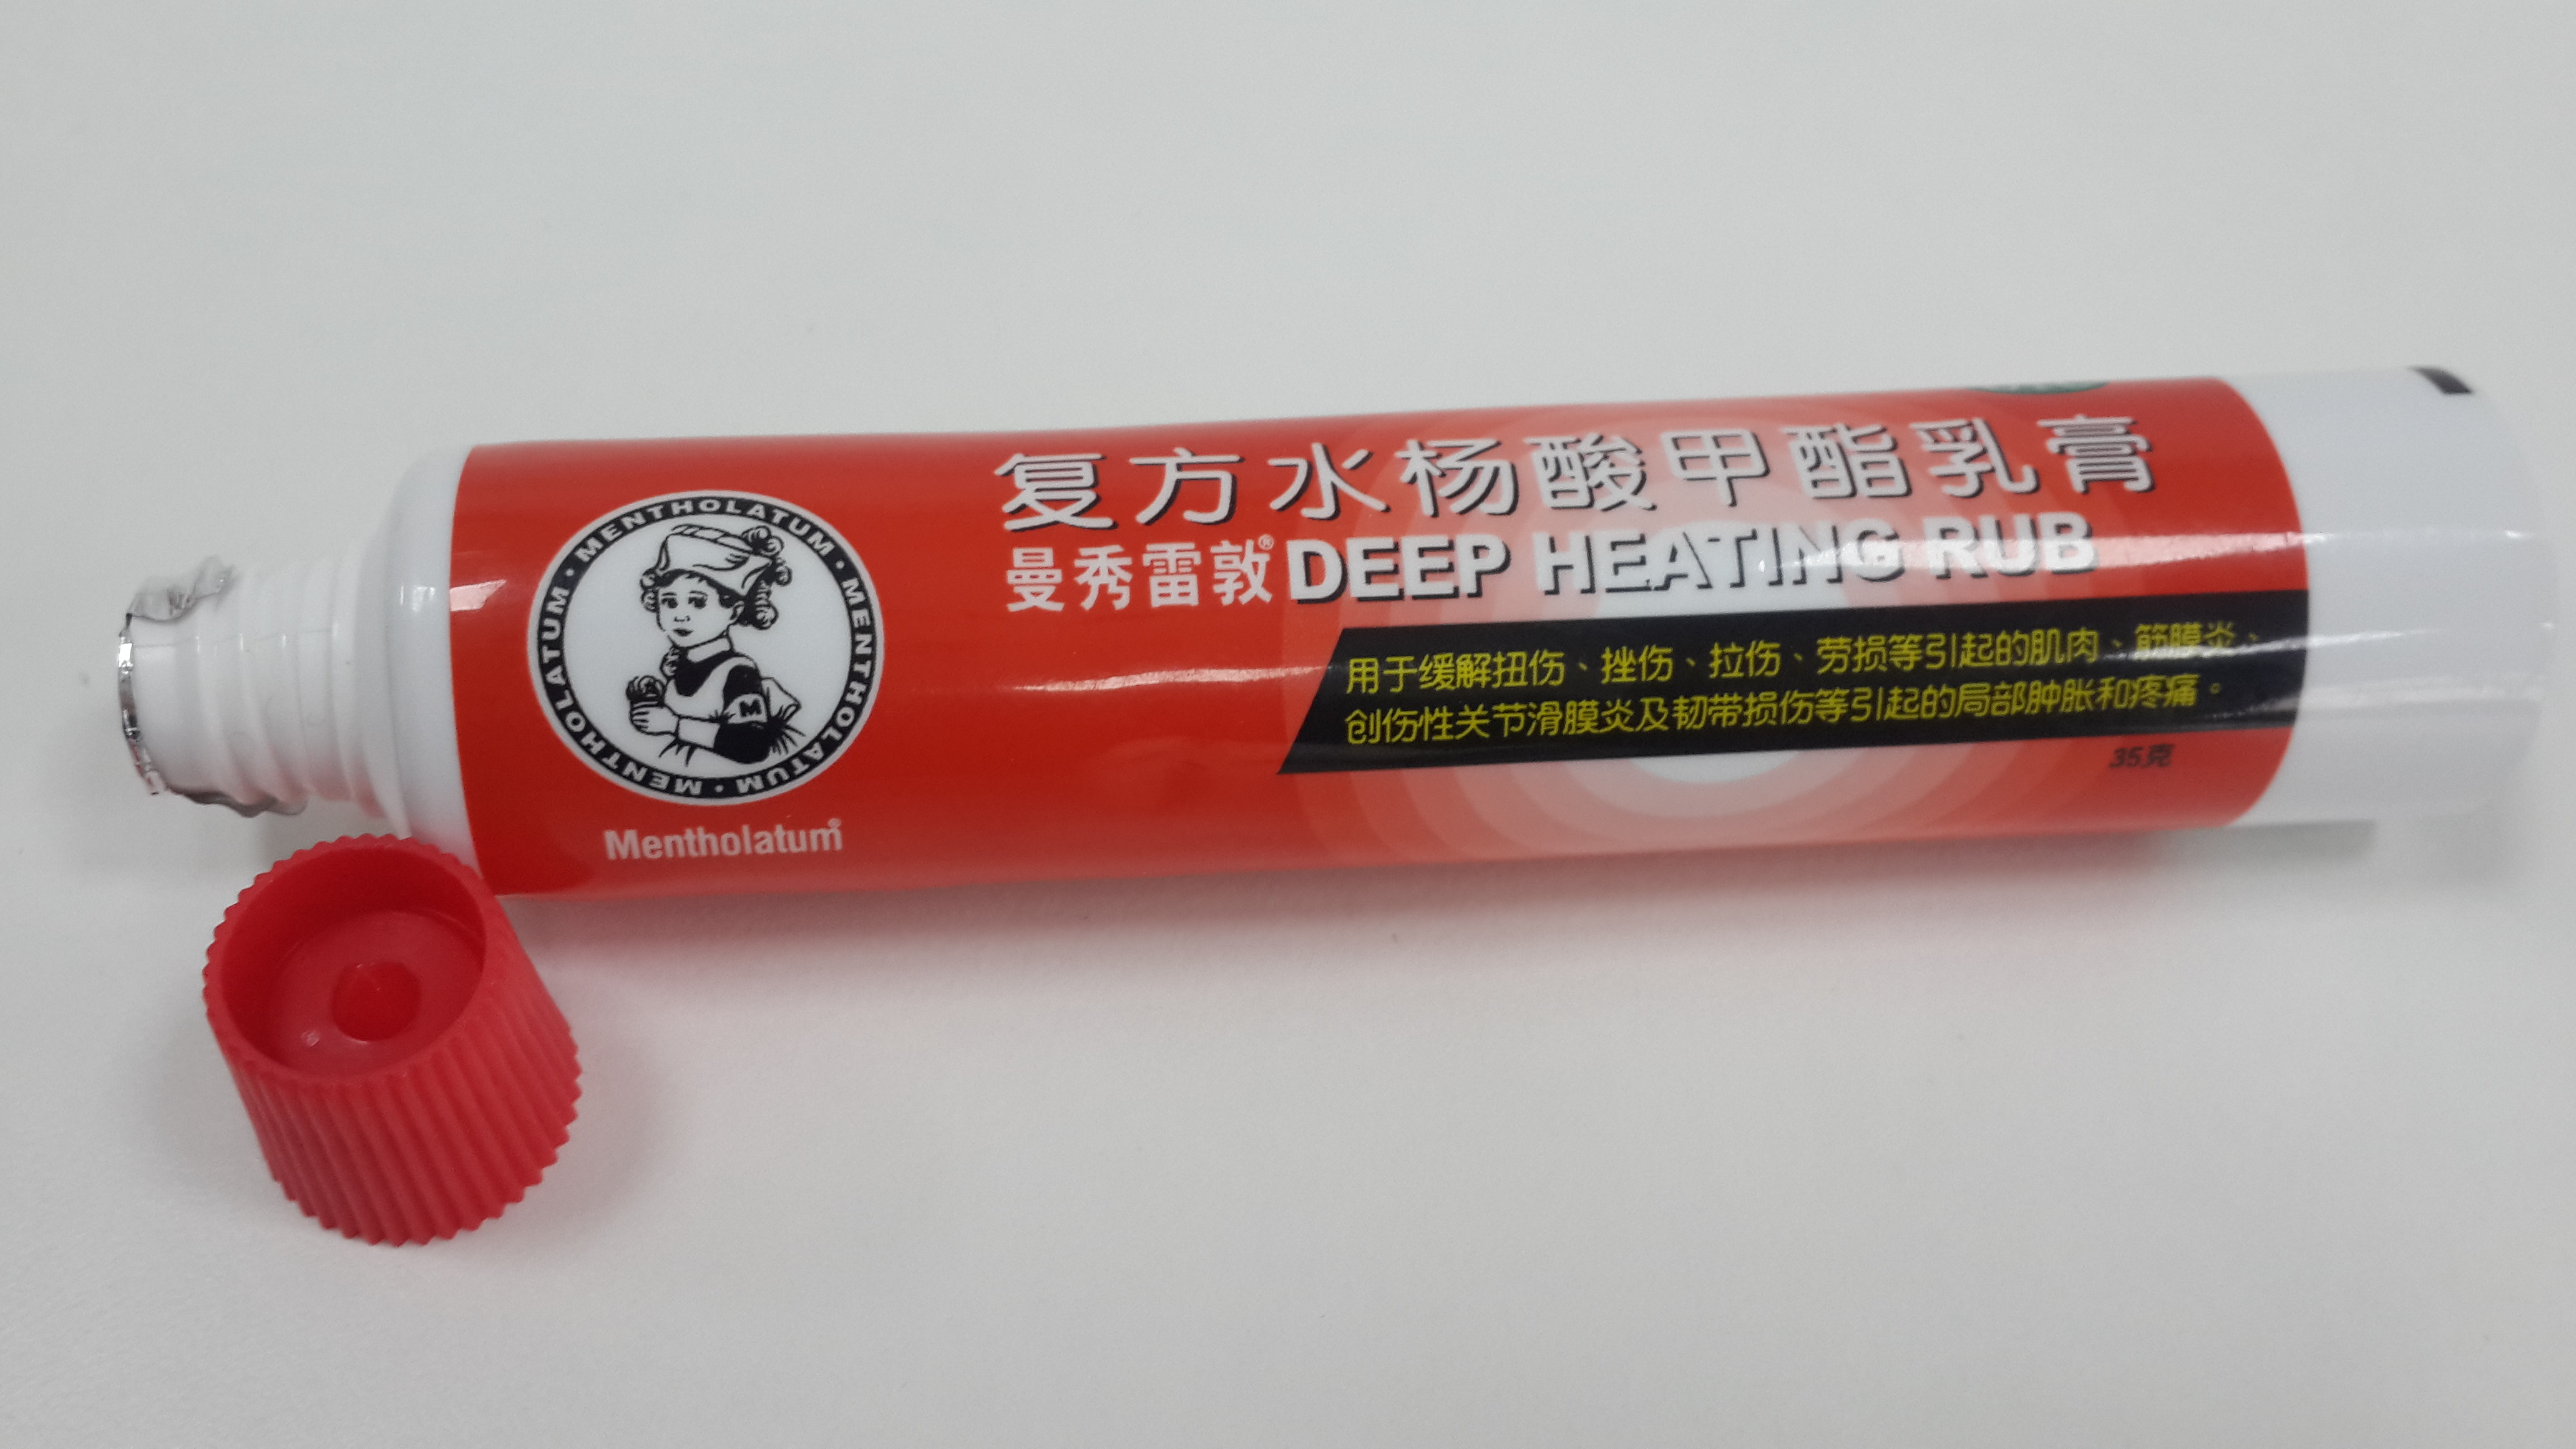 MENTHOLATUM · MENTHOLATUM · MENTHOLATUM ·
M
Mentholatum®
复方水杨酸甲酯乳膏
曼秀雷敦® DEEP HEATING RUB
用于缓解扭伤、挫伤、拉伤、劳损等引起的肌肉、筋膜炎、
创伤性关节滑膜炎及韧带损伤等引起的局部肿胀和疼痛。
35克